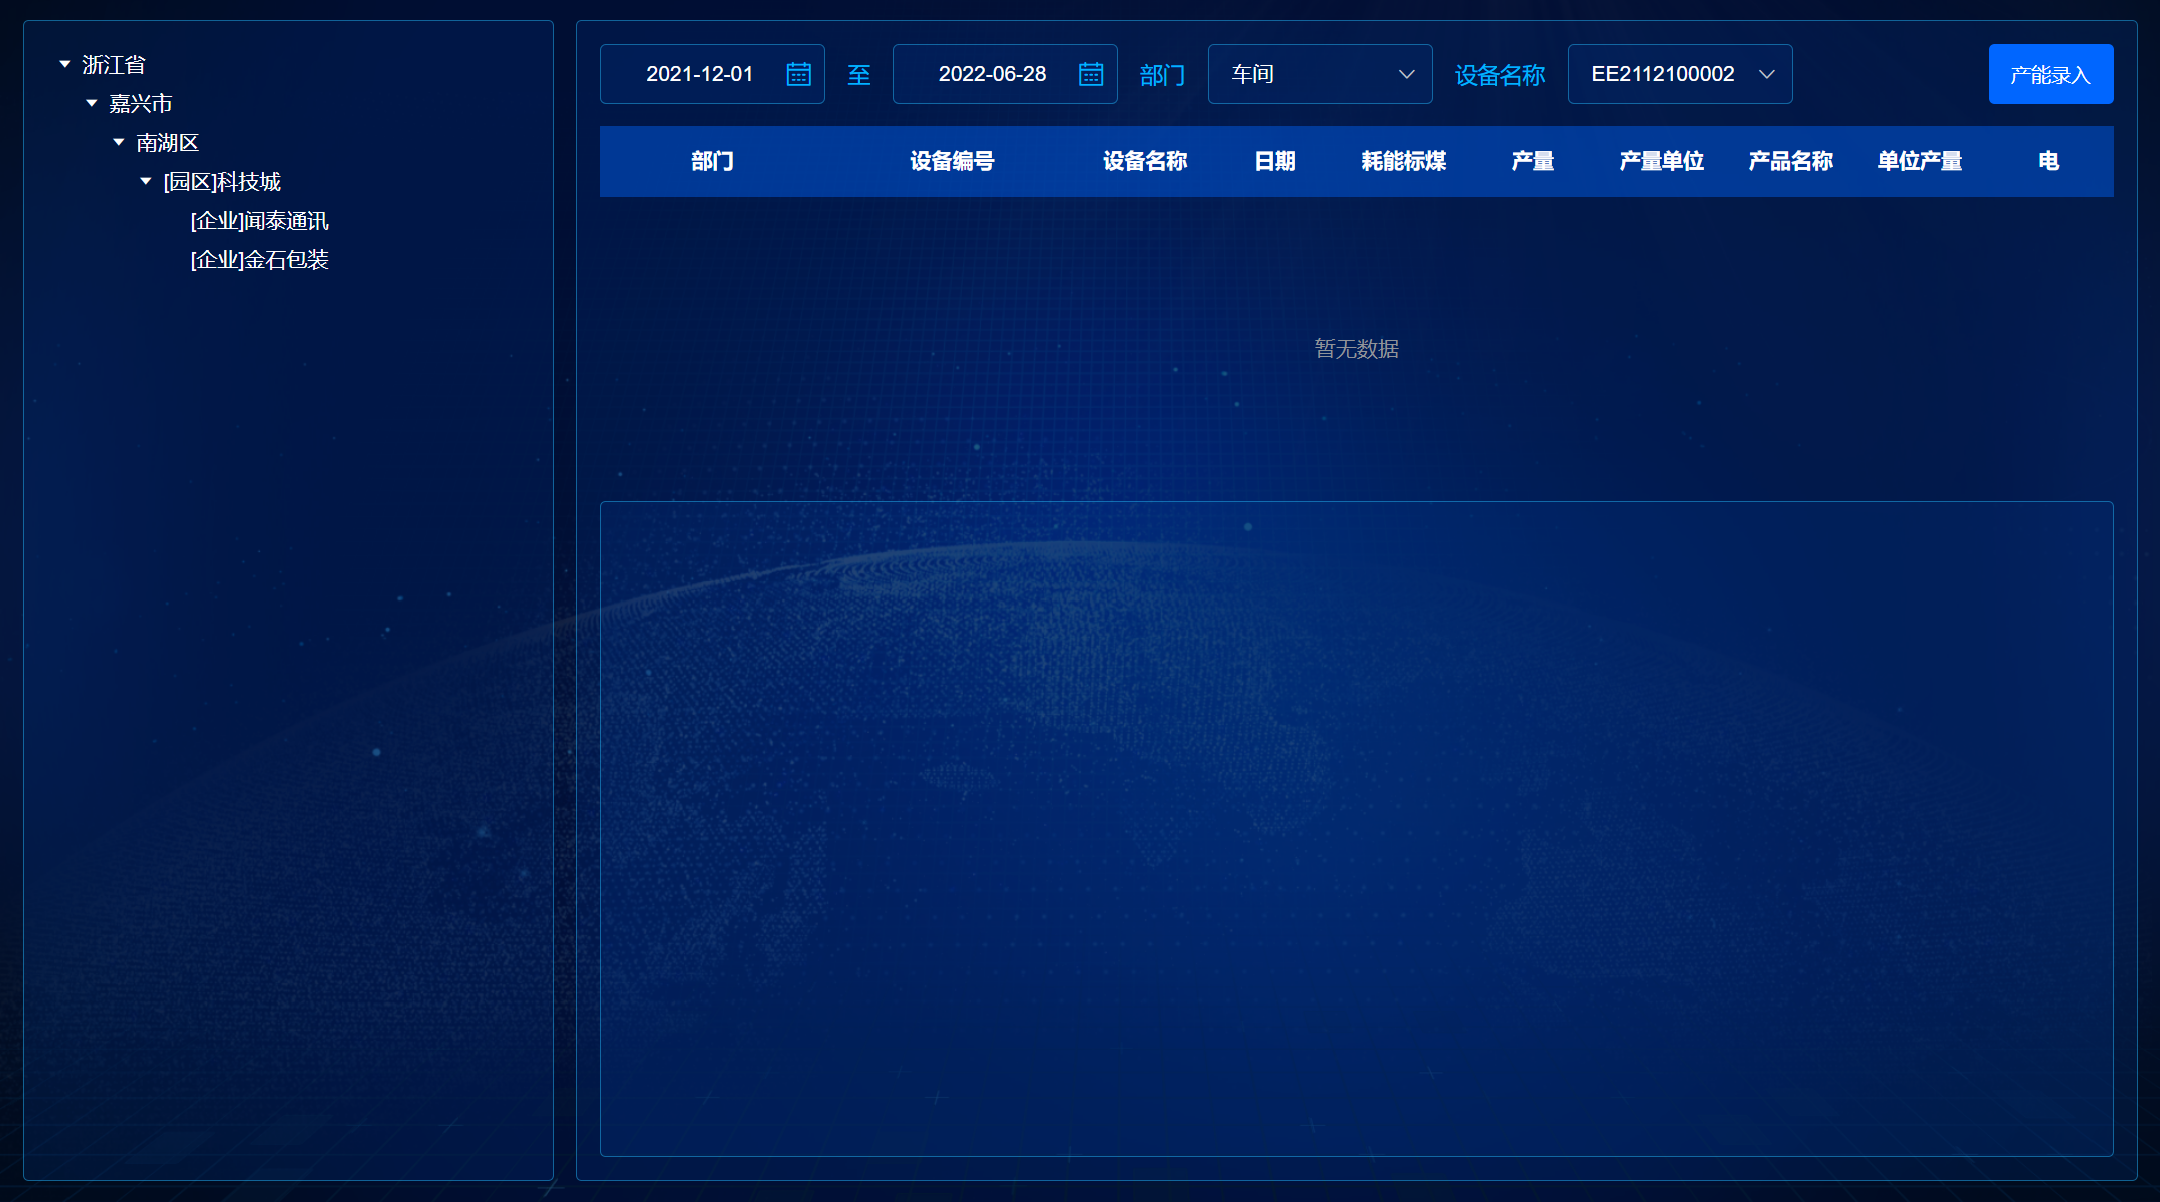 浙江省
嘉兴市
南湖区
[园区]科技城
[企业]闻泰通讯
[企业]金石包装
2021-12-01 至 2022-06-28 部门 车间 设备名称 EE2112100002 产能录入
部门 设备编号 设备名称 日期 耗能标煤 产量 产量单位 产品名称 单位产量 电
暂无数据